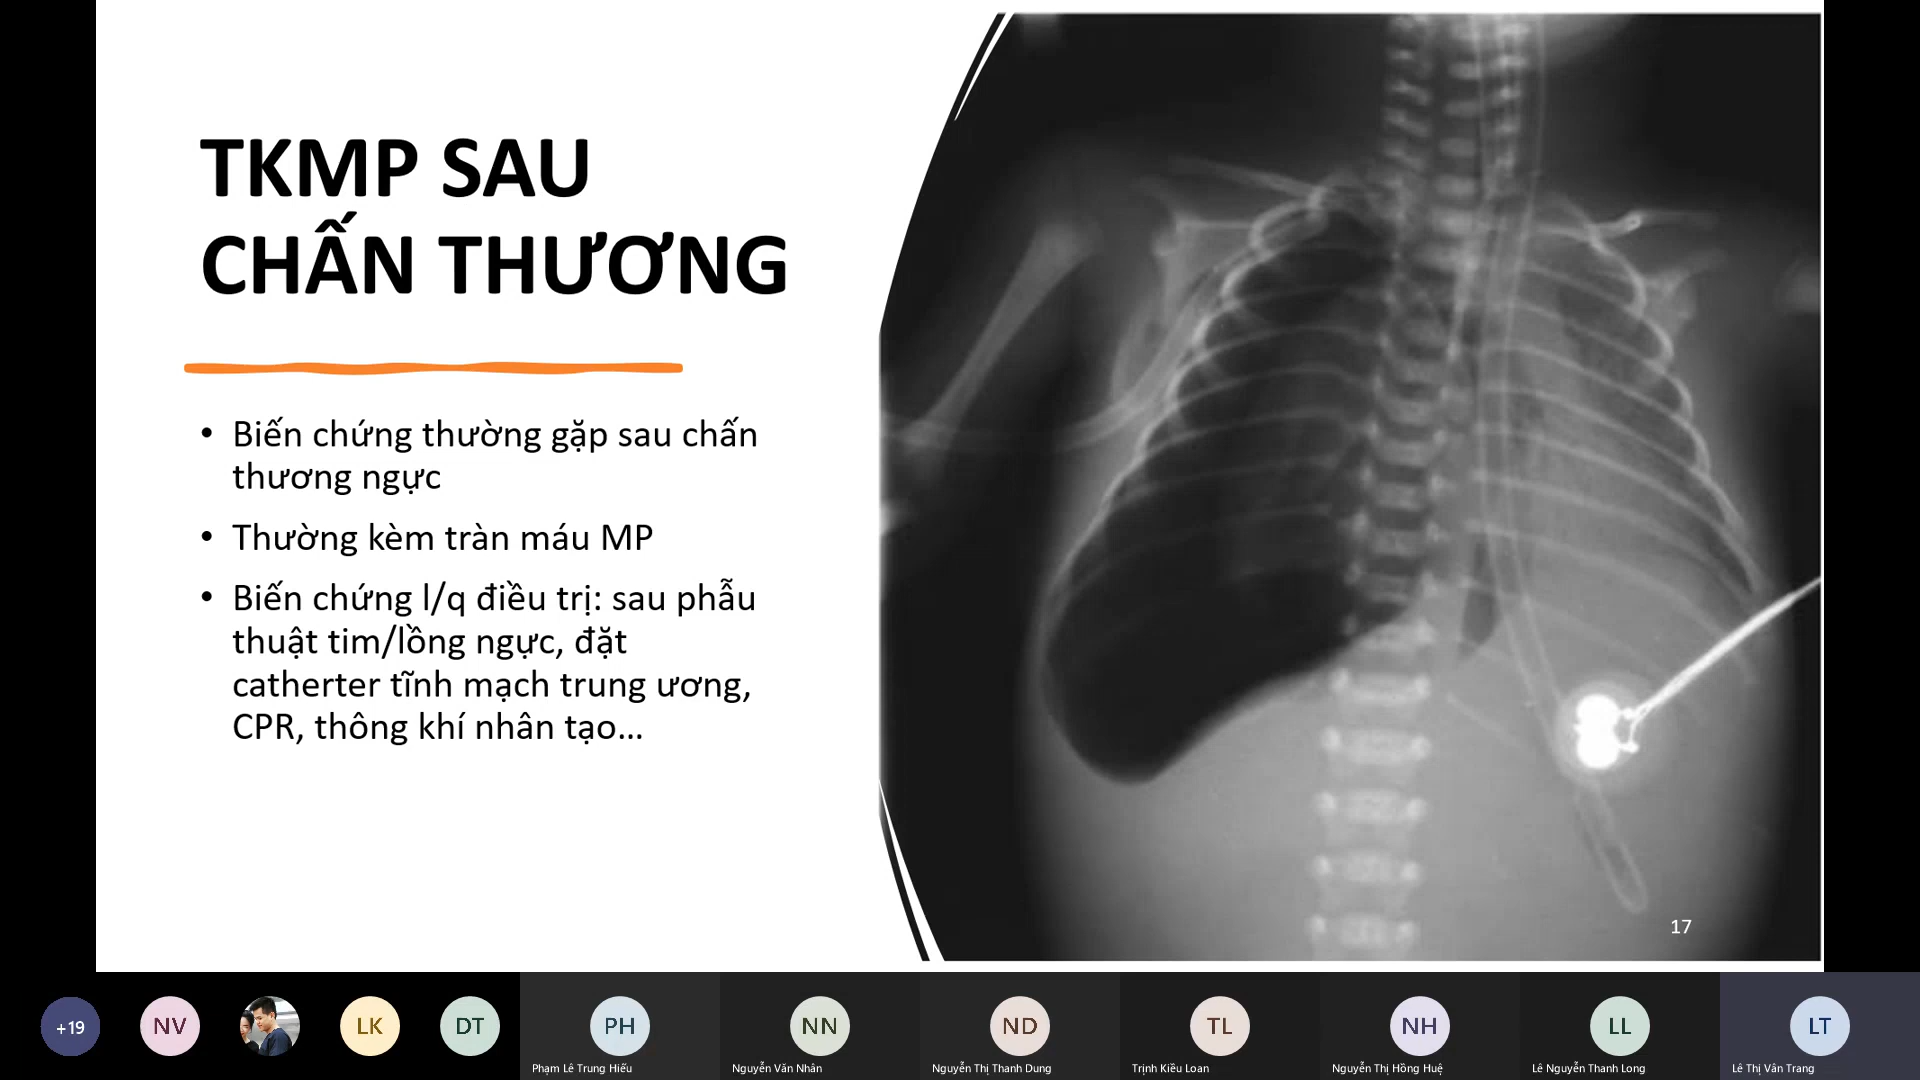 TKMP SAU
CHẤN THƯƠNG
• Biến chứng thường gặp sau chấn
thương ngực
• Thường kèm tràn máu MP
• Biến chứng l/q điều trị: sau phẫu
thuật tim/lồng ngực, đặt
catherter tĩnh mạch trung ương,
CPR, thông khí nhân tạo...
17
+19
NV
LK
DT
PH
NN
ND
TL
NH
LL
LT
Phạm Lê Trung Hiếu
Nguyễn Văn Nhân
Nguyễn Thị Thanh Dung
Trịnh Kiều Loan
Nguyễn Thị Hồng Huệ
Lê Nguyễn Thanh Long
Lê Thị Vân Trang